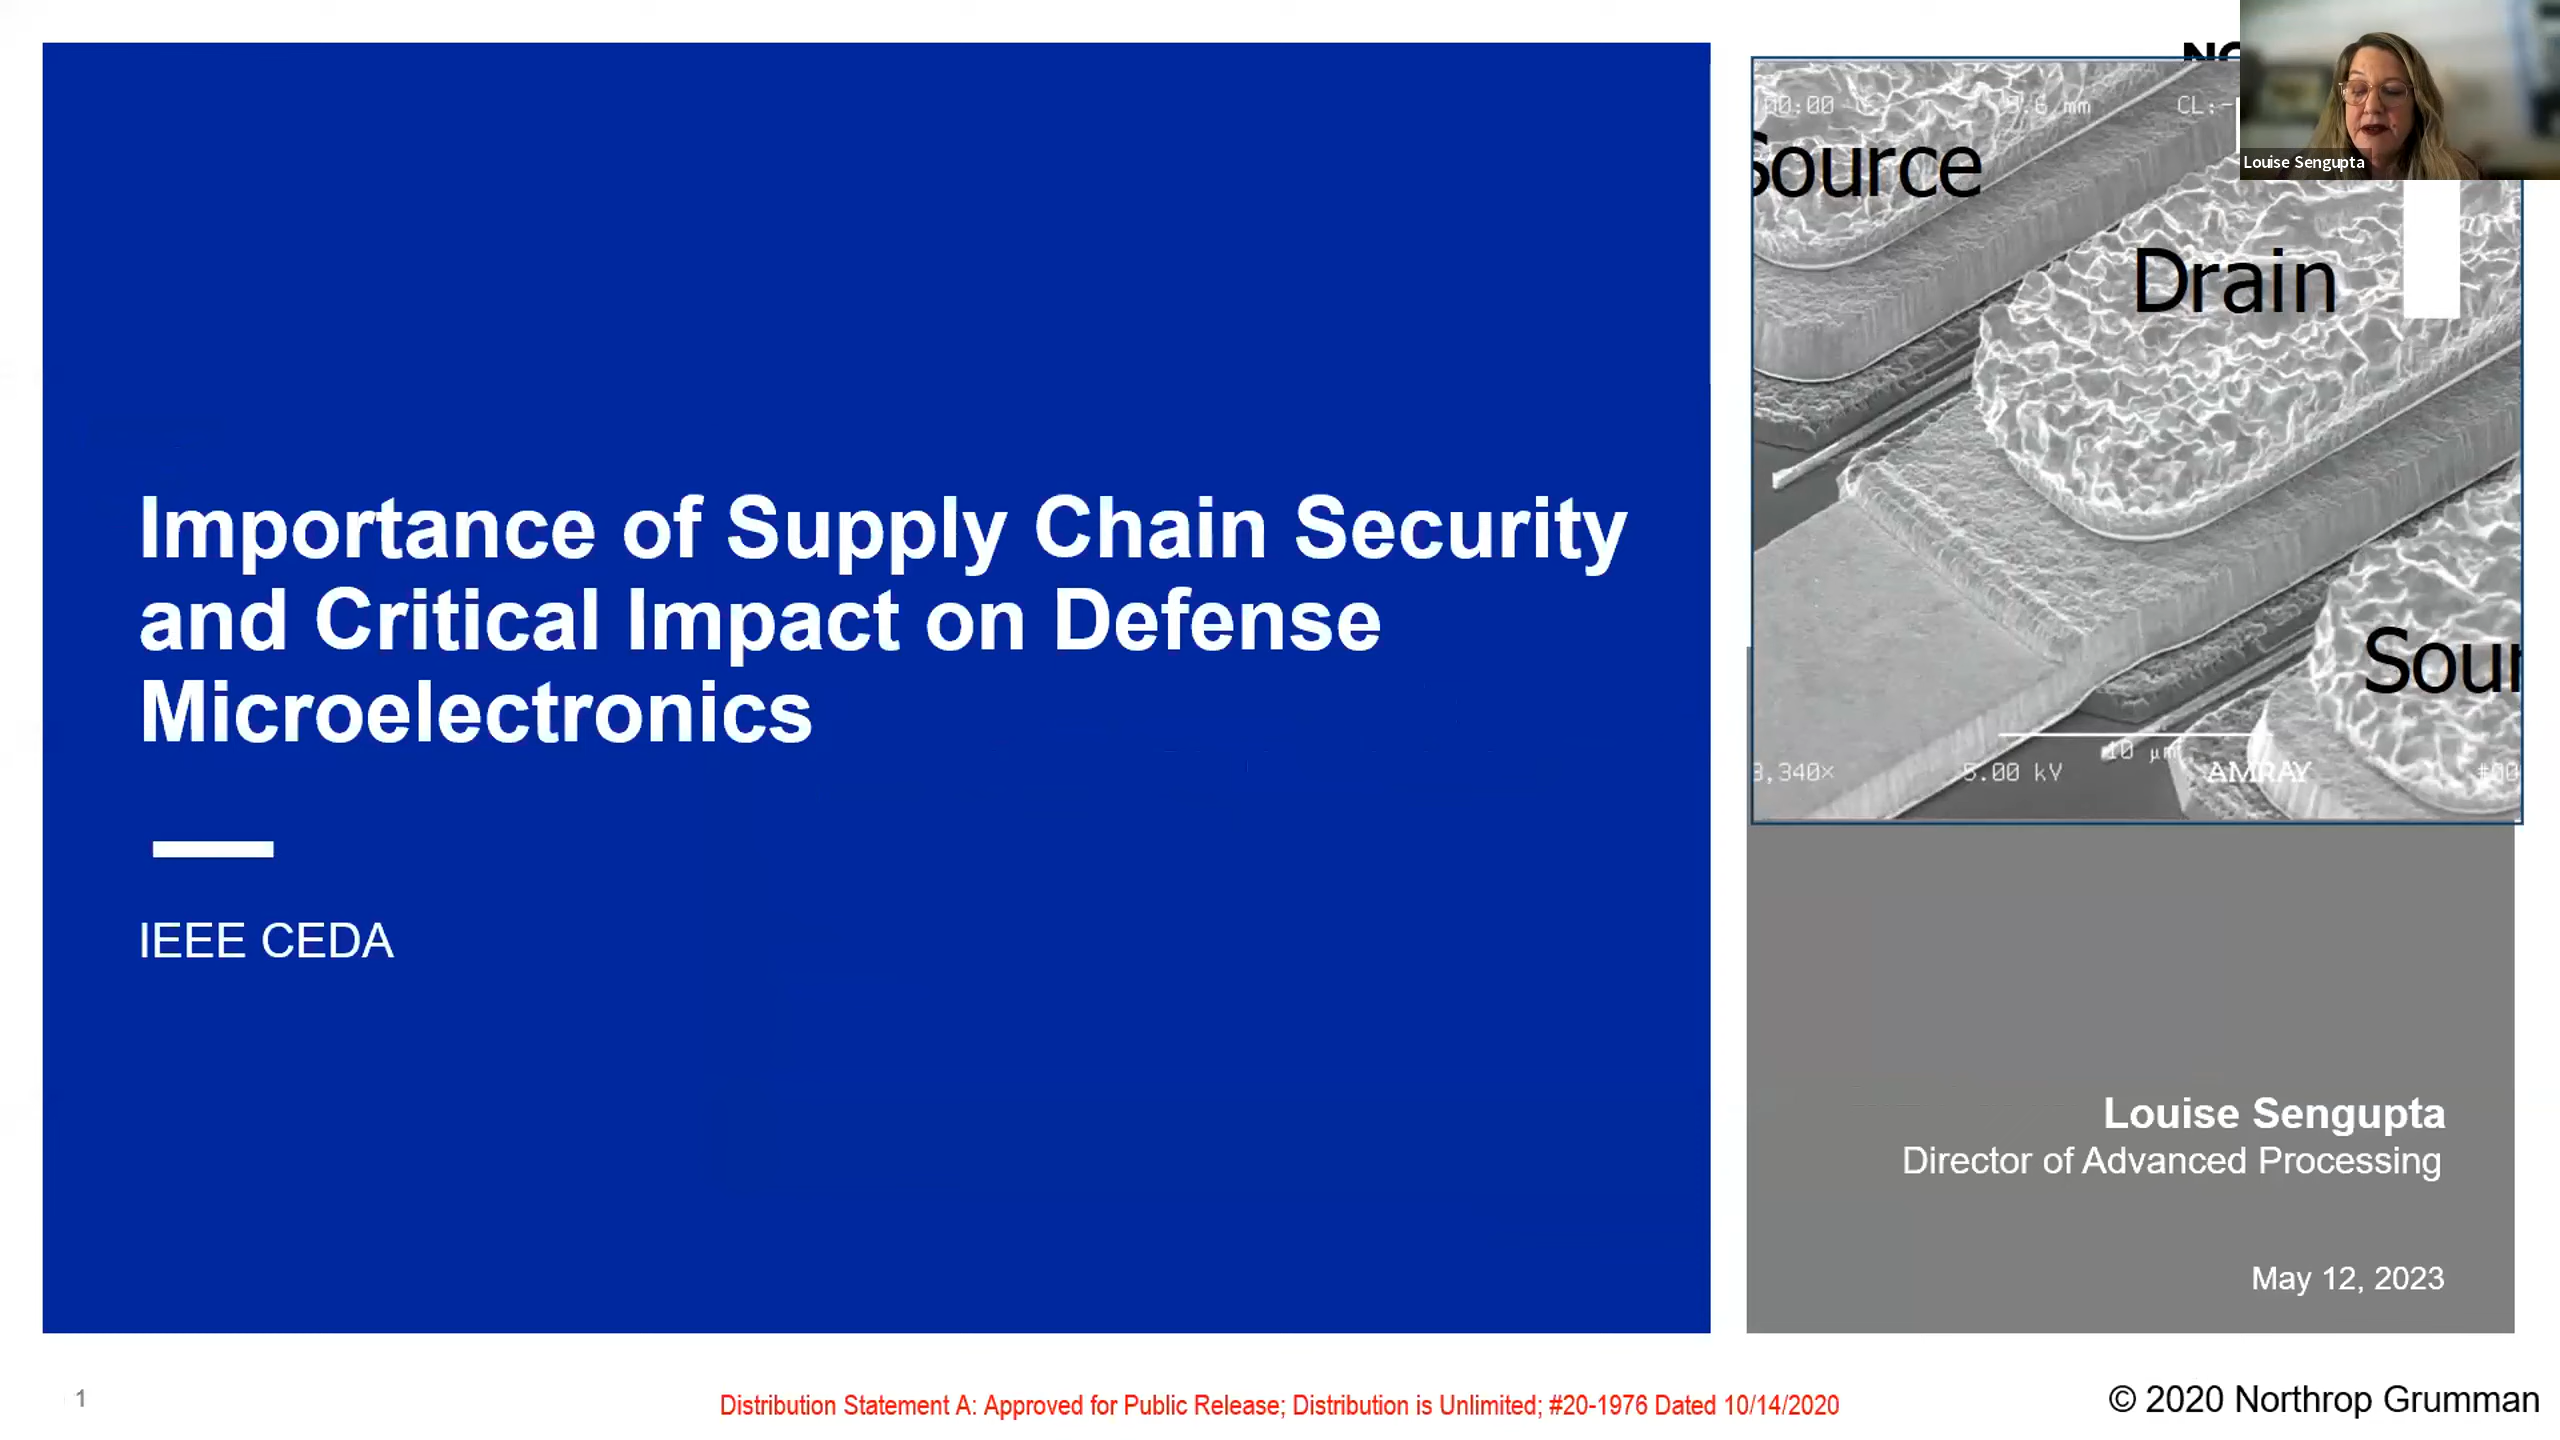 Louise Sengupta
Source
Drain
5.00 kV
10 μm
AMRAY
Importance of Supply Chain Security
and Critical Impact on Defense
Microelectronics
IEEE CEDA
Louise Sengupta
Director of Advanced Processing
May 12, 2023
1
Distribution Statement A: Approved for Public Release; Distribution is Unlimited; #20-1976 Dated 10/14/2020
© 2020 Northrop Grumman